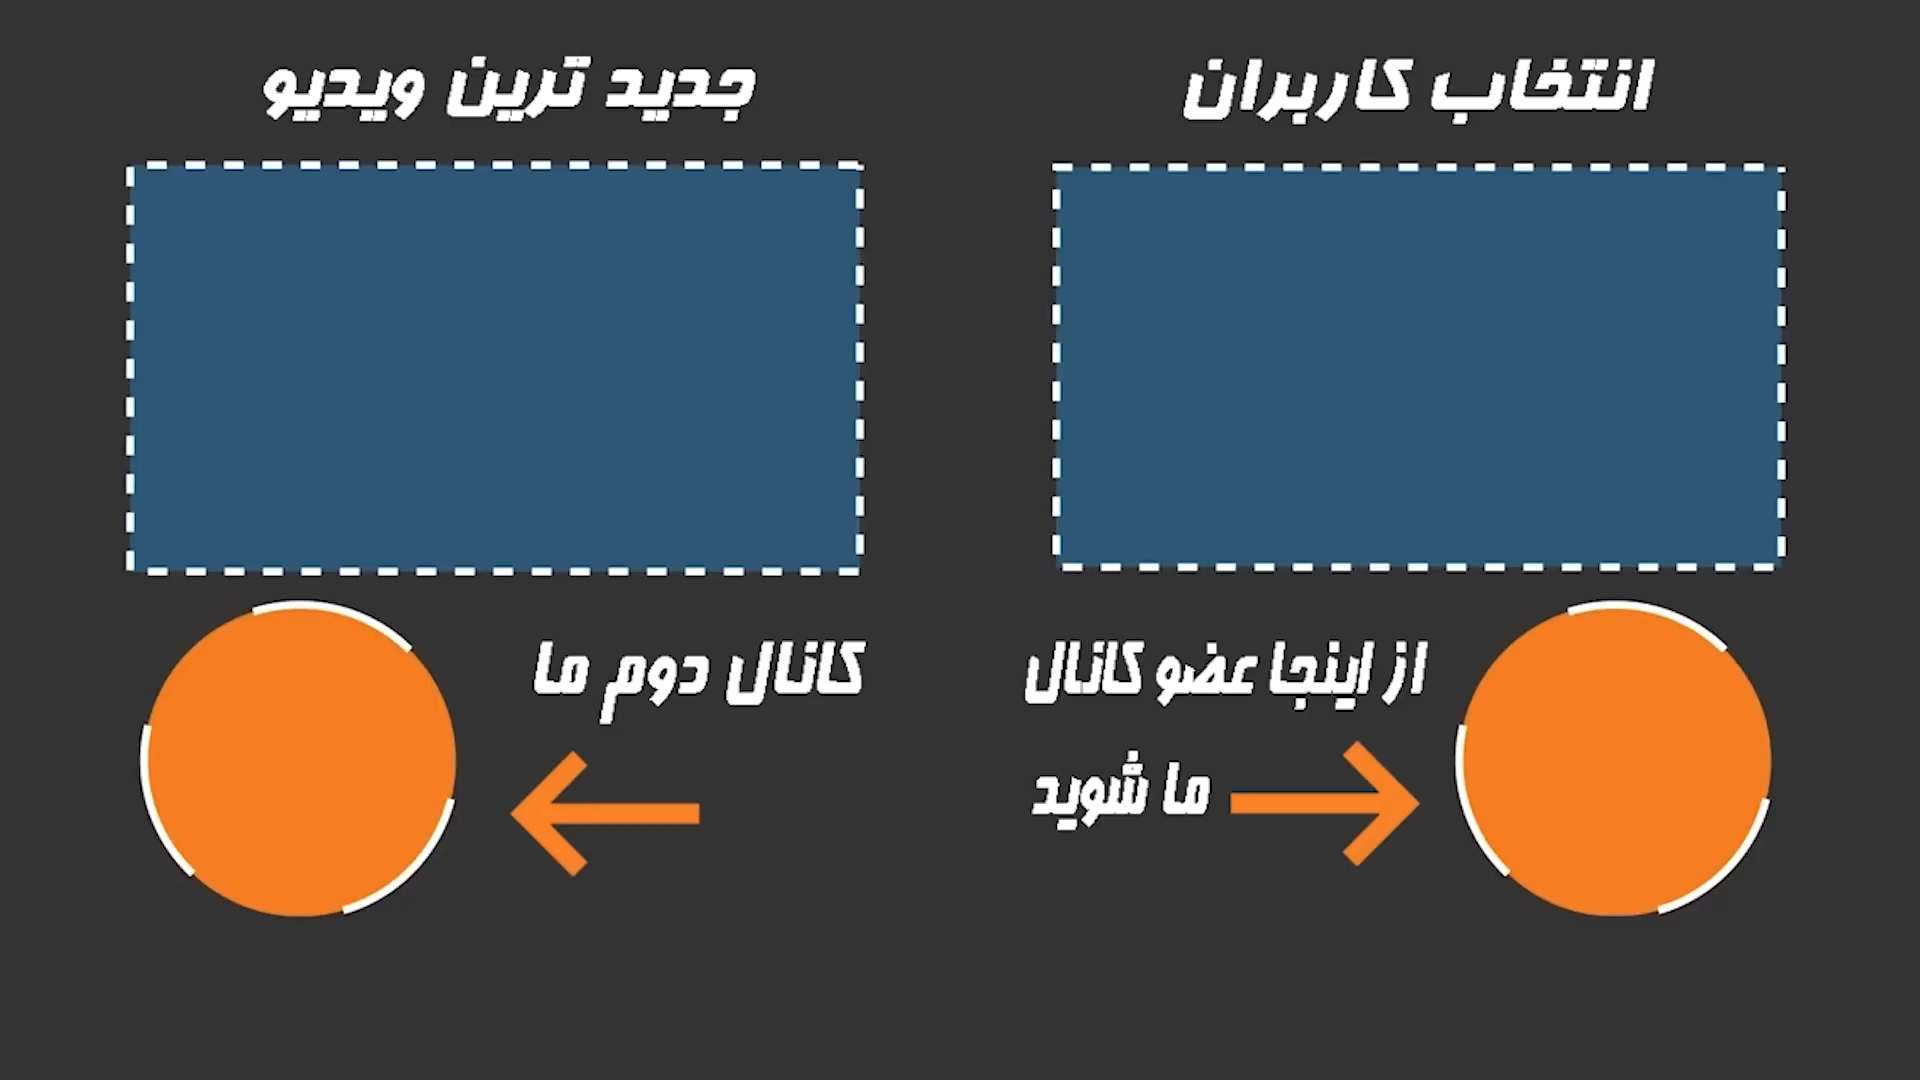 انتخاب کاربران
جدید ترین ویدیو
از اینجا عضو کانال
ما شوید
کانال دوم ما